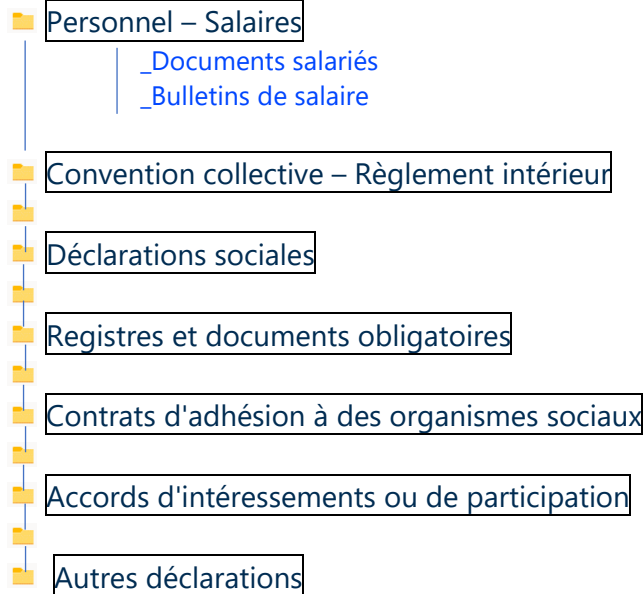 Personnel – Salaires
_Documents salariés
_Bulletins de salaire
Convention collective – Règlement intérieur
Déclarations sociales
Registres et documents obligatoires
Contrats d'adhésion à des organismes sociaux
Accords d'intéressements ou de participation
Autres déclarations